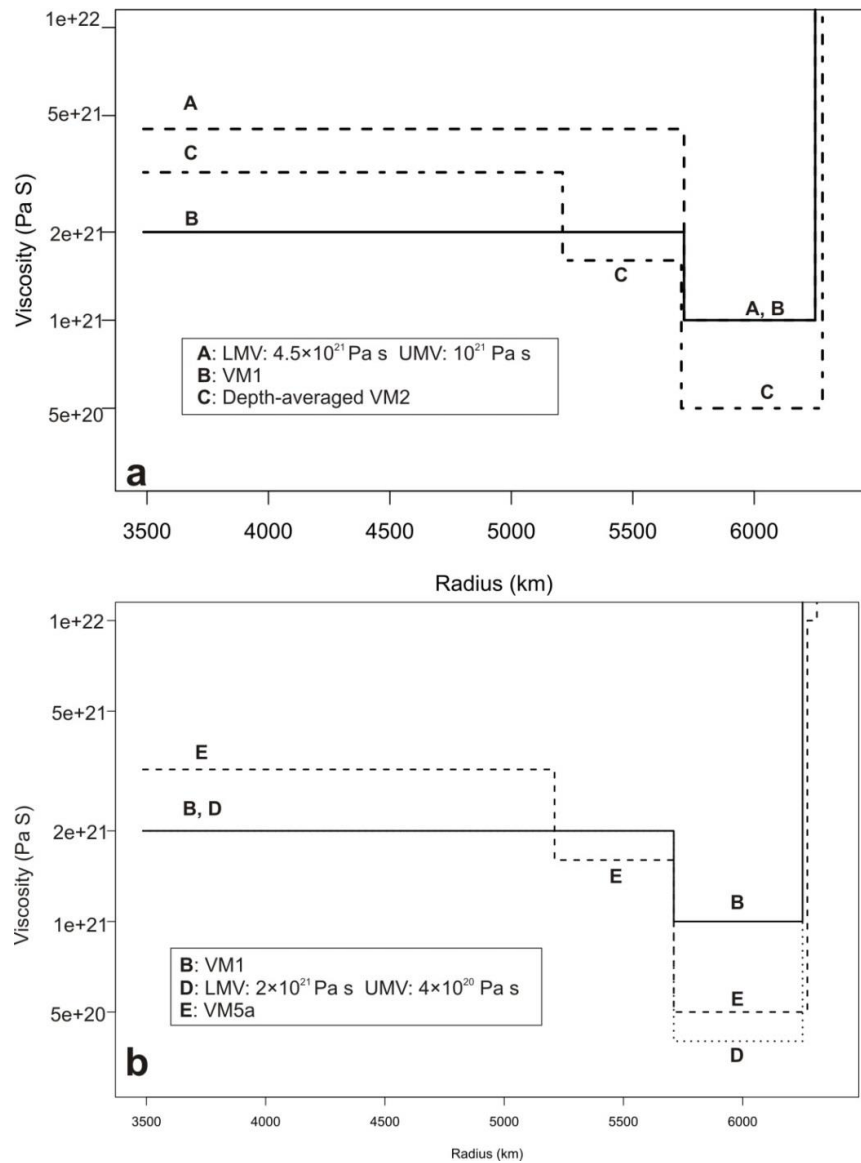 1e+22
A
5e+21
C
B
2e+21
C
Viscosity (Pa S)
1e+21
A, B
A: LMV: 4.5×10²¹ Pa s UMV: 10²¹ Pa s
B: VM1
C: Depth-averaged VM2
C
5e+20
a
3500 4000 4500 5000 5500 6000
Radius (km)
1e+22
5e+21
E
B, D
2e+21
E
Viscosity (Pa S)
B
1e+21
B: VM1
D: LMV: 2×10²¹ Pa s UMV: 4×10²⁰ Pa s
E: VM5a
E
5e+20
D
b
3500 4000 4500 5000 5500 6000
Radius (km)